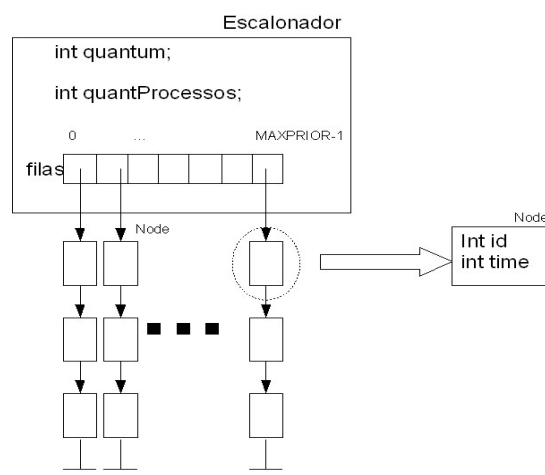 Escalonador
int quantum;
int quantProcessos;
0 ... MAXPRIOR-1
filas
Node
Node
Int id
int time